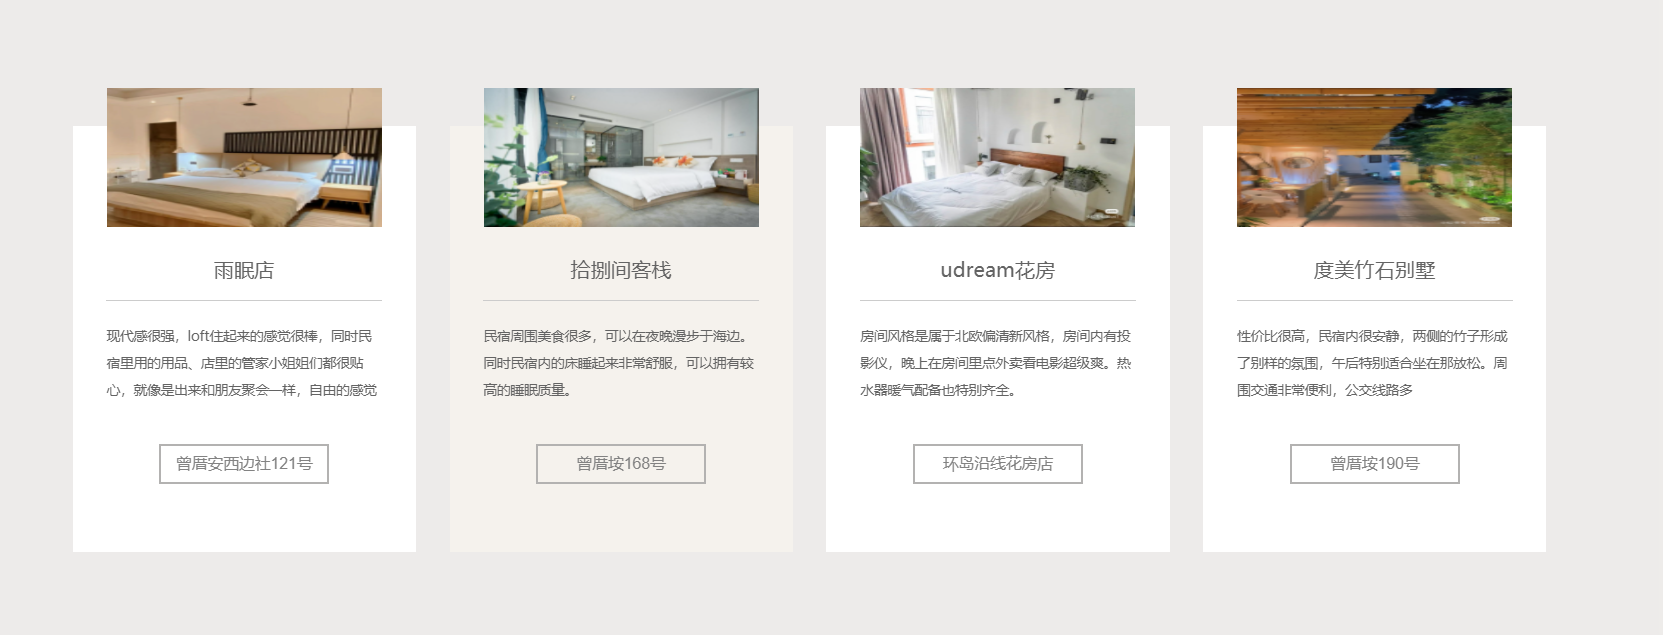 雨眠店
现代感很强，loft住起来的感觉很棒，同时民
宿里用的用品、店里的管家小姐姐们都很贴
心，就像是出来和朋友聚会一样，自由的感觉
曾厝安西边社121号
拾捌间客栈
民宿周围美食很多，可以在夜晚漫步于海边。
同时民宿内的床睡起来非常舒服，可以拥有较
高的睡眠质量。
曾厝垵168号
udream花房
房间风格是属于北欧偏清新风格，房间内有投
影仪，晚上在房间里点外卖看电影超级爽。热
水器暖气配备也特别齐全。
环岛沿线花房店
度美竹石别墅
性价比很高，民宿内很安静，两侧的竹子形成
了别样的氛围，午后特别适合坐在那放松。周
围交通非常便利，公交线路多
曾厝垵190号